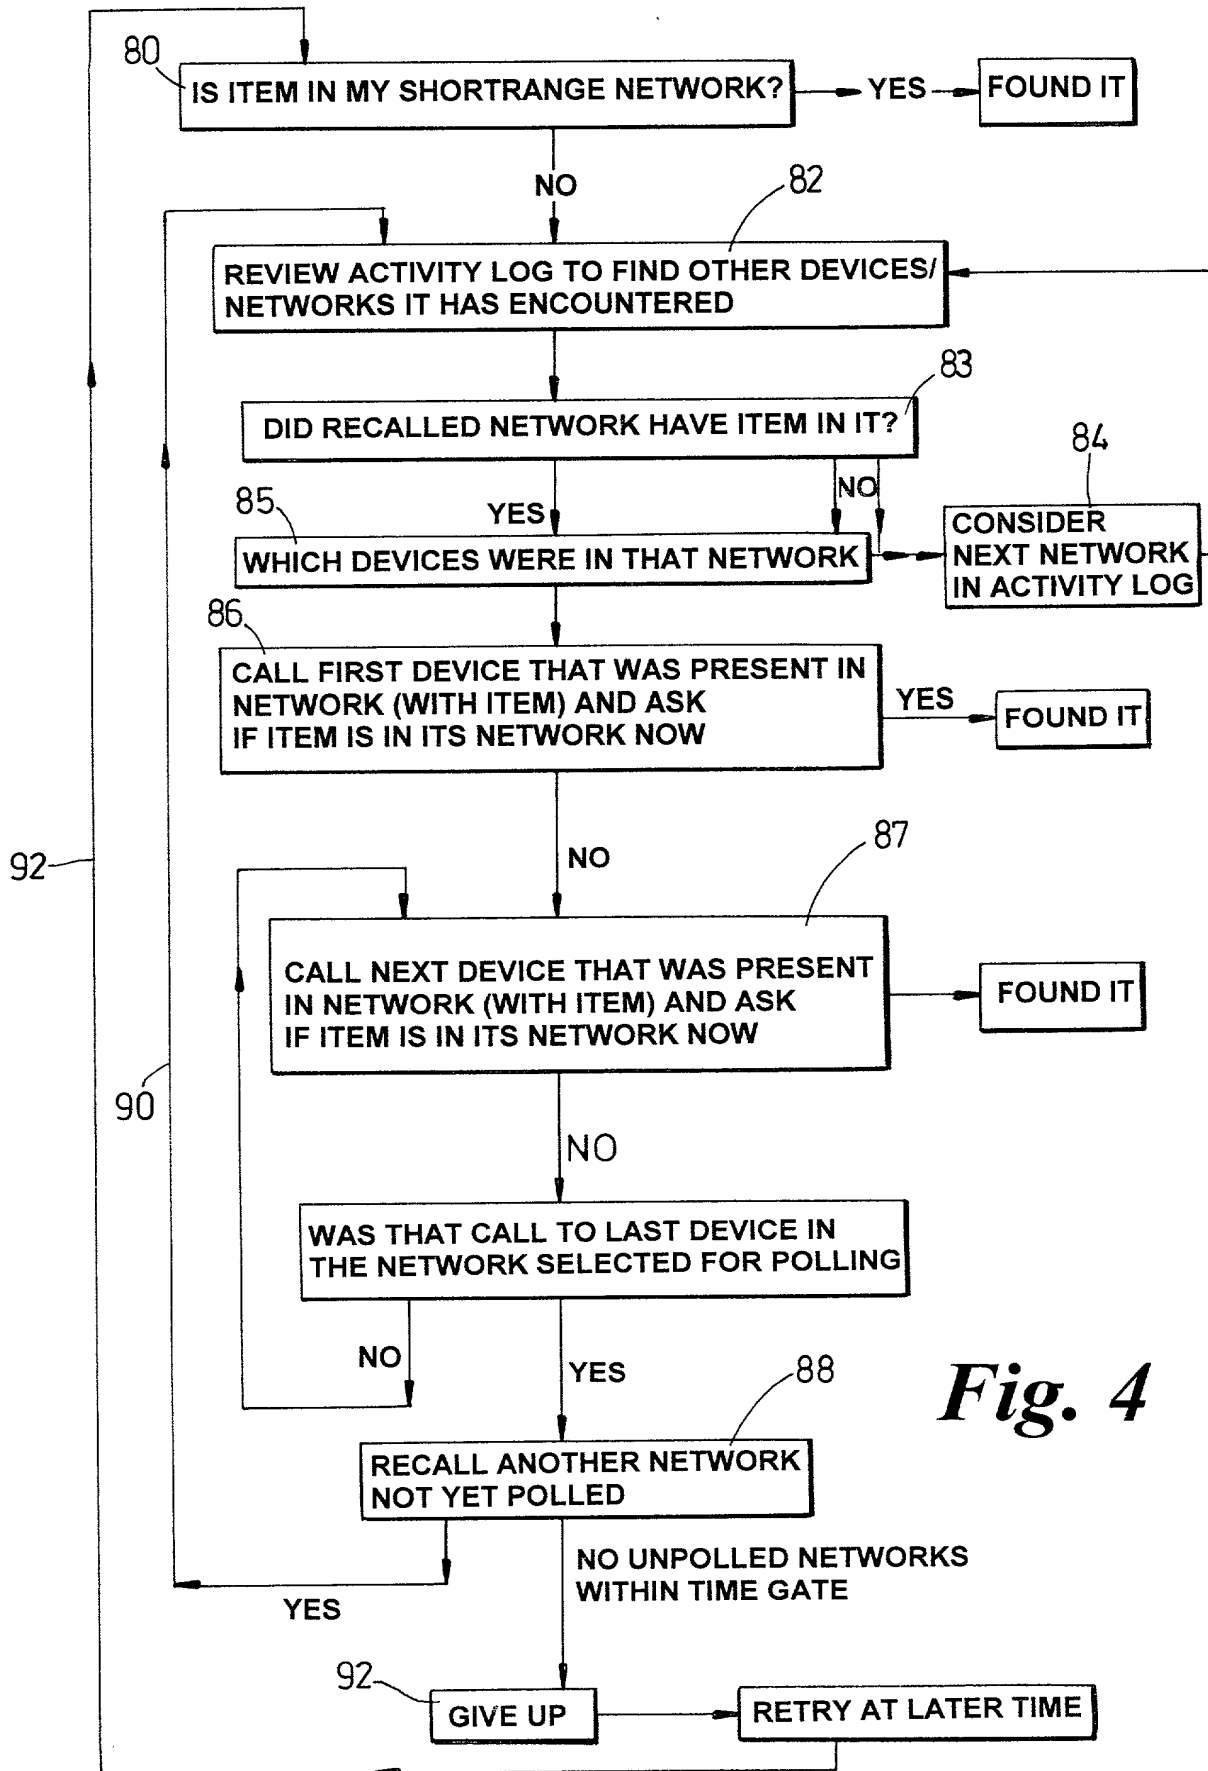 80
IS ITEM IN MY SHORTRANGE NETWORK?
YES
FOUND IT
NO
82
REVIEW ACTIVITY LOG TO FIND OTHER DEVICES/
NETWORKS IT HAS ENCOUNTERED
83
DID RECALLED NETWORK HAVE ITEM IN IT?
84
NO
85
YES
WHICH DEVICES WERE IN THAT NETWORK
CONSIDER
NEXT NETWORK
IN ACTIVITY LOG
86
CALL FIRST DEVICE THAT WAS PRESENT IN
NETWORK (WITH ITEM) AND ASK
IF ITEM IS IN ITS NETWORK NOW
YES
FOUND IT
92
NO
87
CALL NEXT DEVICE THAT WAS PRESENT
IN NETWORK (WITH ITEM) AND ASK
IF ITEM IS IN ITS NETWORK NOW
FOUND IT
90
NO
WAS THAT CALL TO LAST DEVICE IN
THE NETWORK SELECTED FOR POLLING
NO
YES
88
Fig. 4
RECALL ANOTHER NETWORK
NOT YET POLLED
NO UNPOLLED NETWORKS
WITHIN TIME GATE
YES
92
GIVE UP
RETRY AT LATER TIME